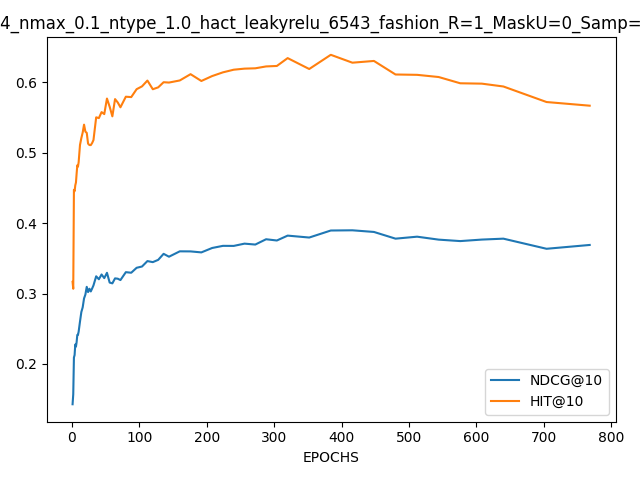 4_nmax_0.1_ntype_1.0_hact_leakyrelu_6543_fashion_R=1_MaskU=0_Samp=
0.6
0.5
0.4
0.3
0.2
NDCG@10
HIT@10
0 100 200 300 400 500 600 700 800
EPOCHS